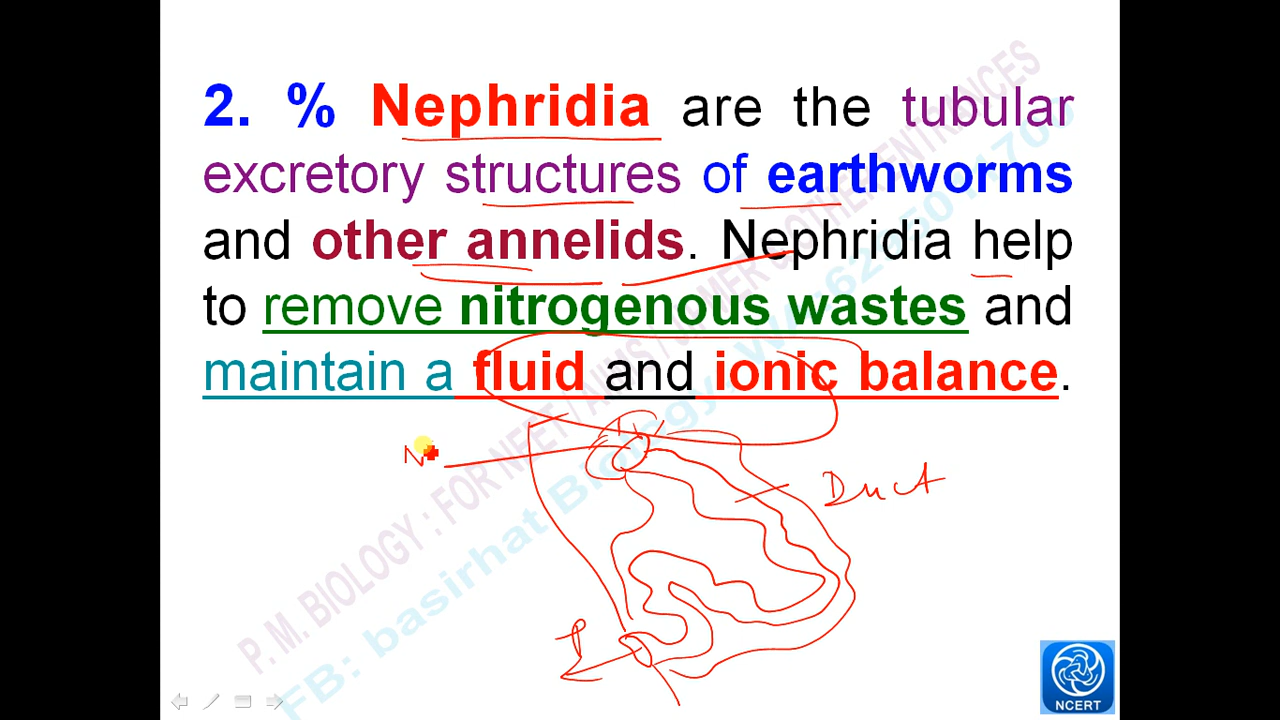 2. % Nephridia are the tubular
excretory structures of earthworms
and other annelids. Nephridia help
to remove nitrogenous wastes and
maintain a fluid and ionic balance.
N
Duct
P
NCERT